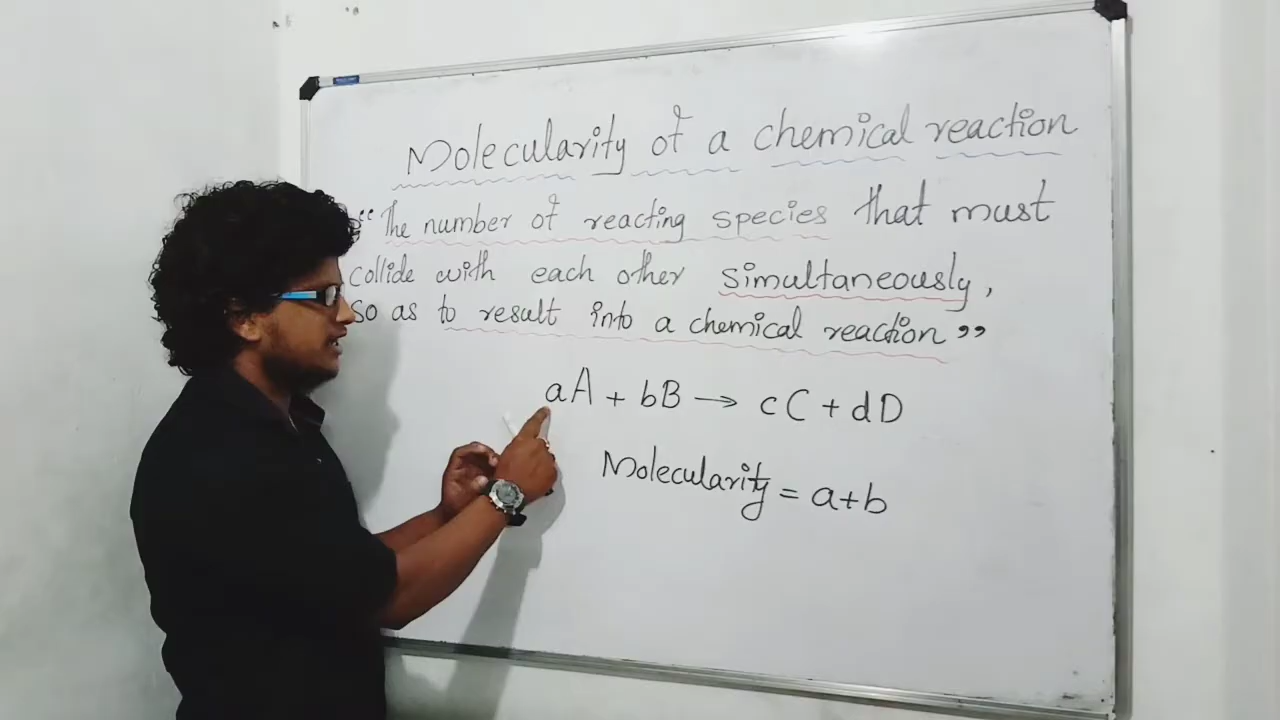 Molecularity of a chemical reaction
“The number of reacting species that must
collide with each other simultaneously,
so as to result into a chemical reaction”
aA + bB → cC + dD
Molecularity = a+b